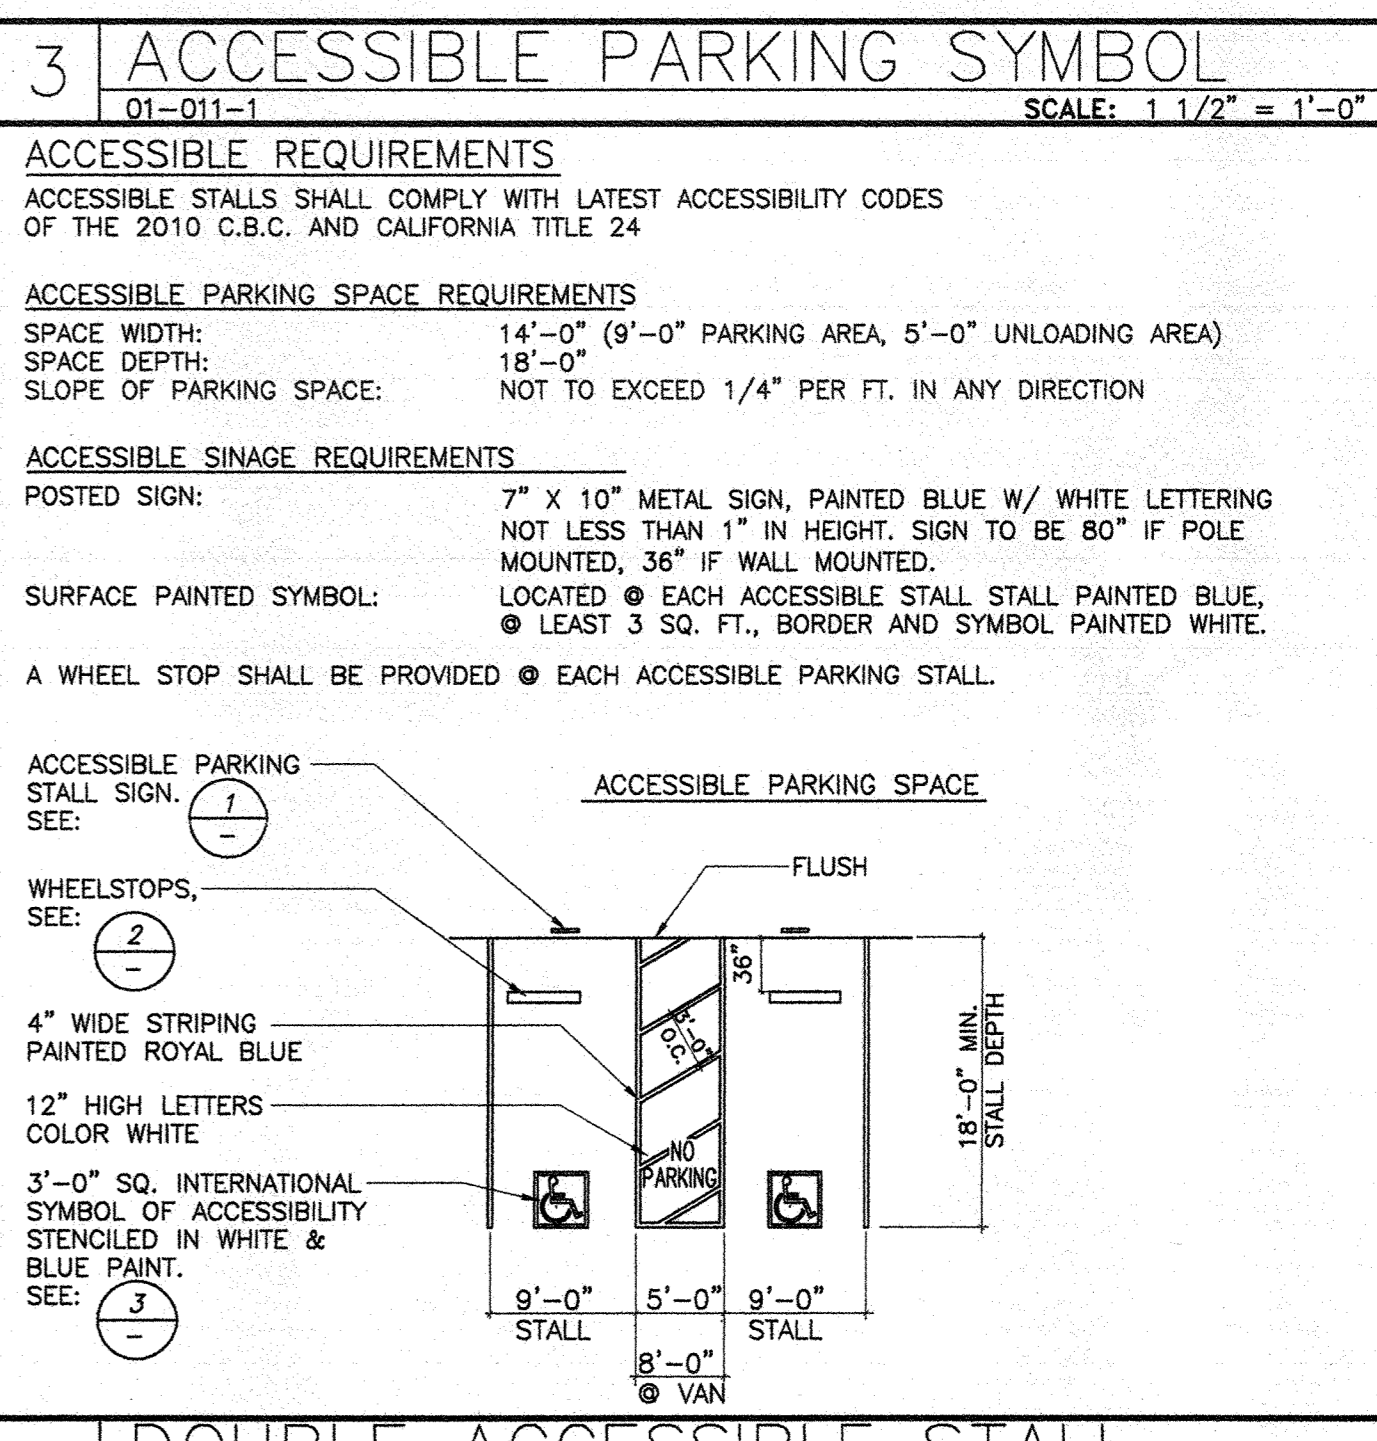 3 ACCESSIBLE PARKING SYMBOL
01-011-1 SCALE: 1 1/2" = 1'-0"
ACCESSIBLE REQUIREMENTS
ACCESSIBLE STALLS SHALL COMPLY WITH LATEST ACCESSIBILITY CODES
OF THE 2010 C.B.C. AND CALIFORNIA TITLE 24
ACCESSIBLE PARKING SPACE REQUIREMENTS
SPACE WIDTH: 14'-0" (9'-0" PARKING AREA, 5'-0" UNLOADING AREA)
SPACE DEPTH: 18'-0"
SLOPE OF PARKING SPACE: NOT TO EXCEED 1/4" PER FT. IN ANY DIRECTION
ACCESSIBLE SINAGE REQUIREMENTS
POSTED SIGN: 7" X 10" METAL SIGN, PAINTED BLUE W/ WHITE LETTERING
NOT LESS THAN 1" IN HEIGHT. SIGN TO BE 80" IF POLE
MOUNTED, 36" IF WALL MOUNTED.
SURFACE PAINTED SYMBOL: LOCATED @ EACH ACCESSIBLE STALL STALL PAINTED BLUE,
@ LEAST 3 SQ. FT., BORDER AND SYMBOL PAINTED WHITE.
A WHEEL STOP SHALL BE PROVIDED @ EACH ACCESSIBLE PARKING STALL.
ACCESSIBLE PARKING
STALL SIGN.
SEE:
1
-
ACCESSIBLE PARKING SPACE
FLUSH
WHEELSTOPS,
SEE:
2
-
36"
4" WIDE STRIPING
PAINTED ROYAL BLUE
3'-0"
O.C.
18'-0" MIN.
STALL DEPTH
12" HIGH LETTERS
COLOR WHITE
NO
PARKING
3'-0" SQ. INTERNATIONAL
SYMBOL OF ACCESSIBILITY
STENCILED IN WHITE &
BLUE PAINT.
SEE:
3
-
9'-0" 5'-0" 9'-0"
STALL STALL
8'-0"
@ VAN
DOUBLE ACCESSIBLE STALL